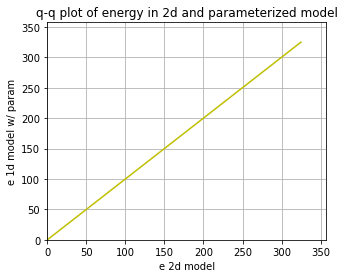 q-q plot of energy in 2d and parameterized model
350
300
250
200
150
100
50
0
e 1d model w/ param
0 50 100 150 200 250 300 350
e 2d model